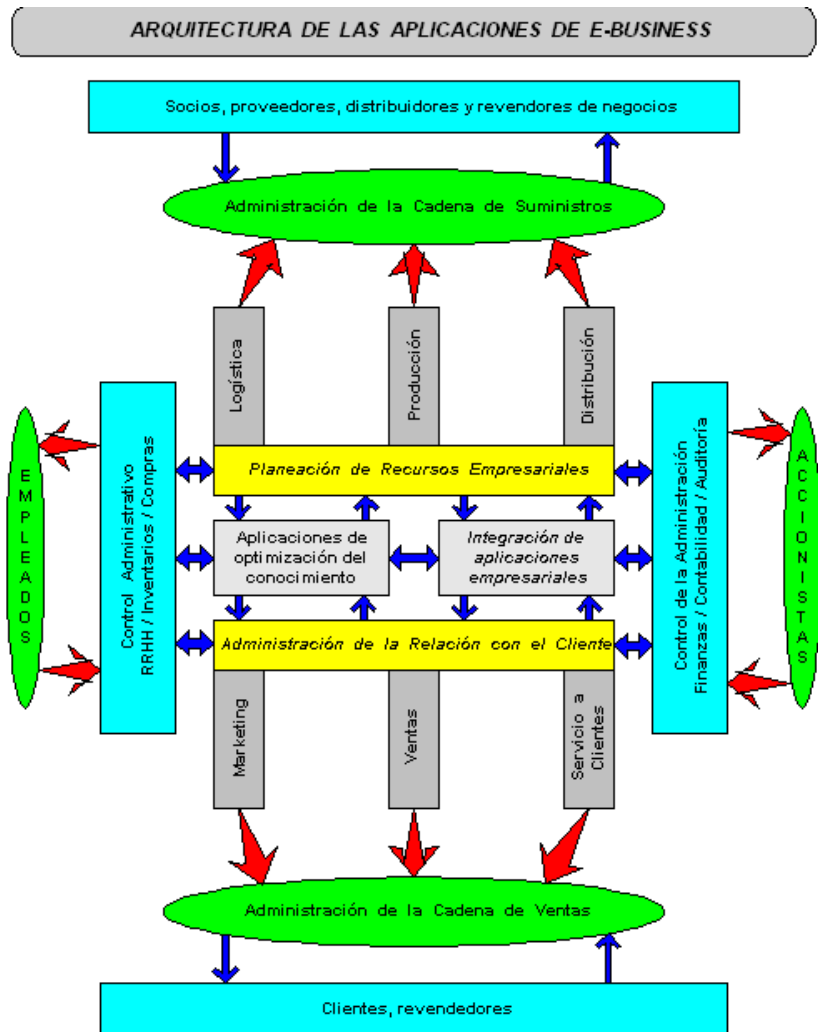 ARQUITECTURA DE LAS APLICACIONES DE E-BUSINESS
Socios, proveedores, distribuidores y revendores de negocios
Administración de la Cadena de Suministros
Logística
Producción
Distribución
EMPLEADOS
Control Administrativo
RRHH / Inventarios / Compras
Planeación de Recursos Empresariales
Aplicaciones de
optimización del
conocimiento
Integración de
aplicaciones
empresariales
Administración de la Relación con el Cliente
Control de la Administración
Finanzas / Contabilidad / Auditoría
ACCIONISTAS
Marketing
Ventas
Servicio a
Clientes
Administración de la Cadena de Ventas
Clientes, revendedores